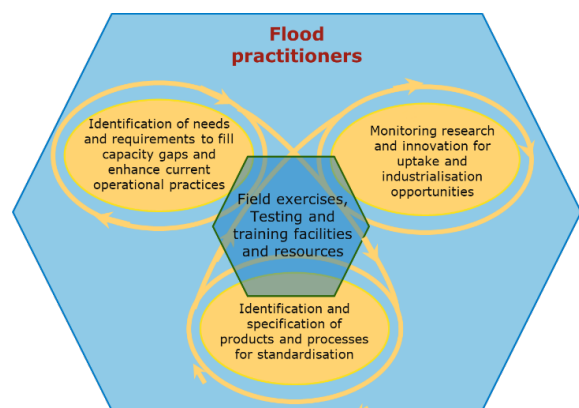 Flood
practitioners
Identification of needs
and requirements to fill
capacity gaps and
enhance current
operational practices
Monitoring research
and innovation for
uptake and
industrialisation
opportunities
Field exercises,
Testing and
training facilities
and resources
Identification and
specification of
products and processes
for standardisation